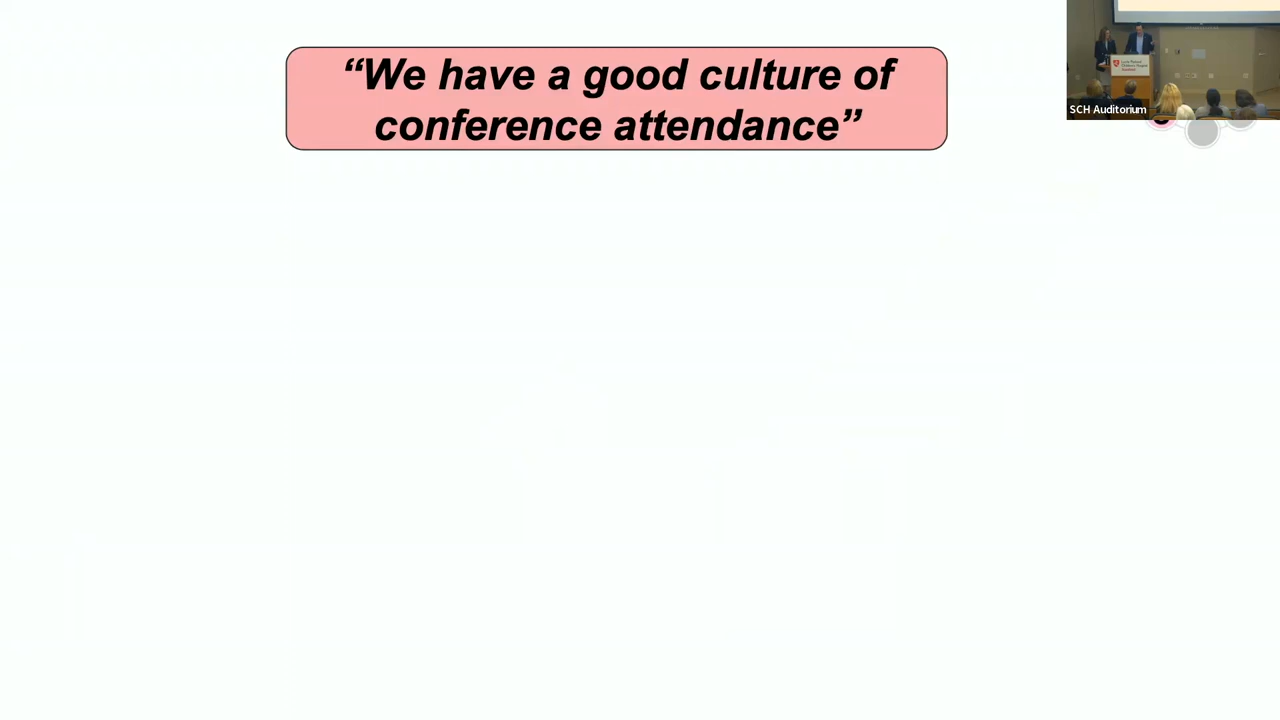 “We have a good culture of
conference attendance”
SCH Auditorium